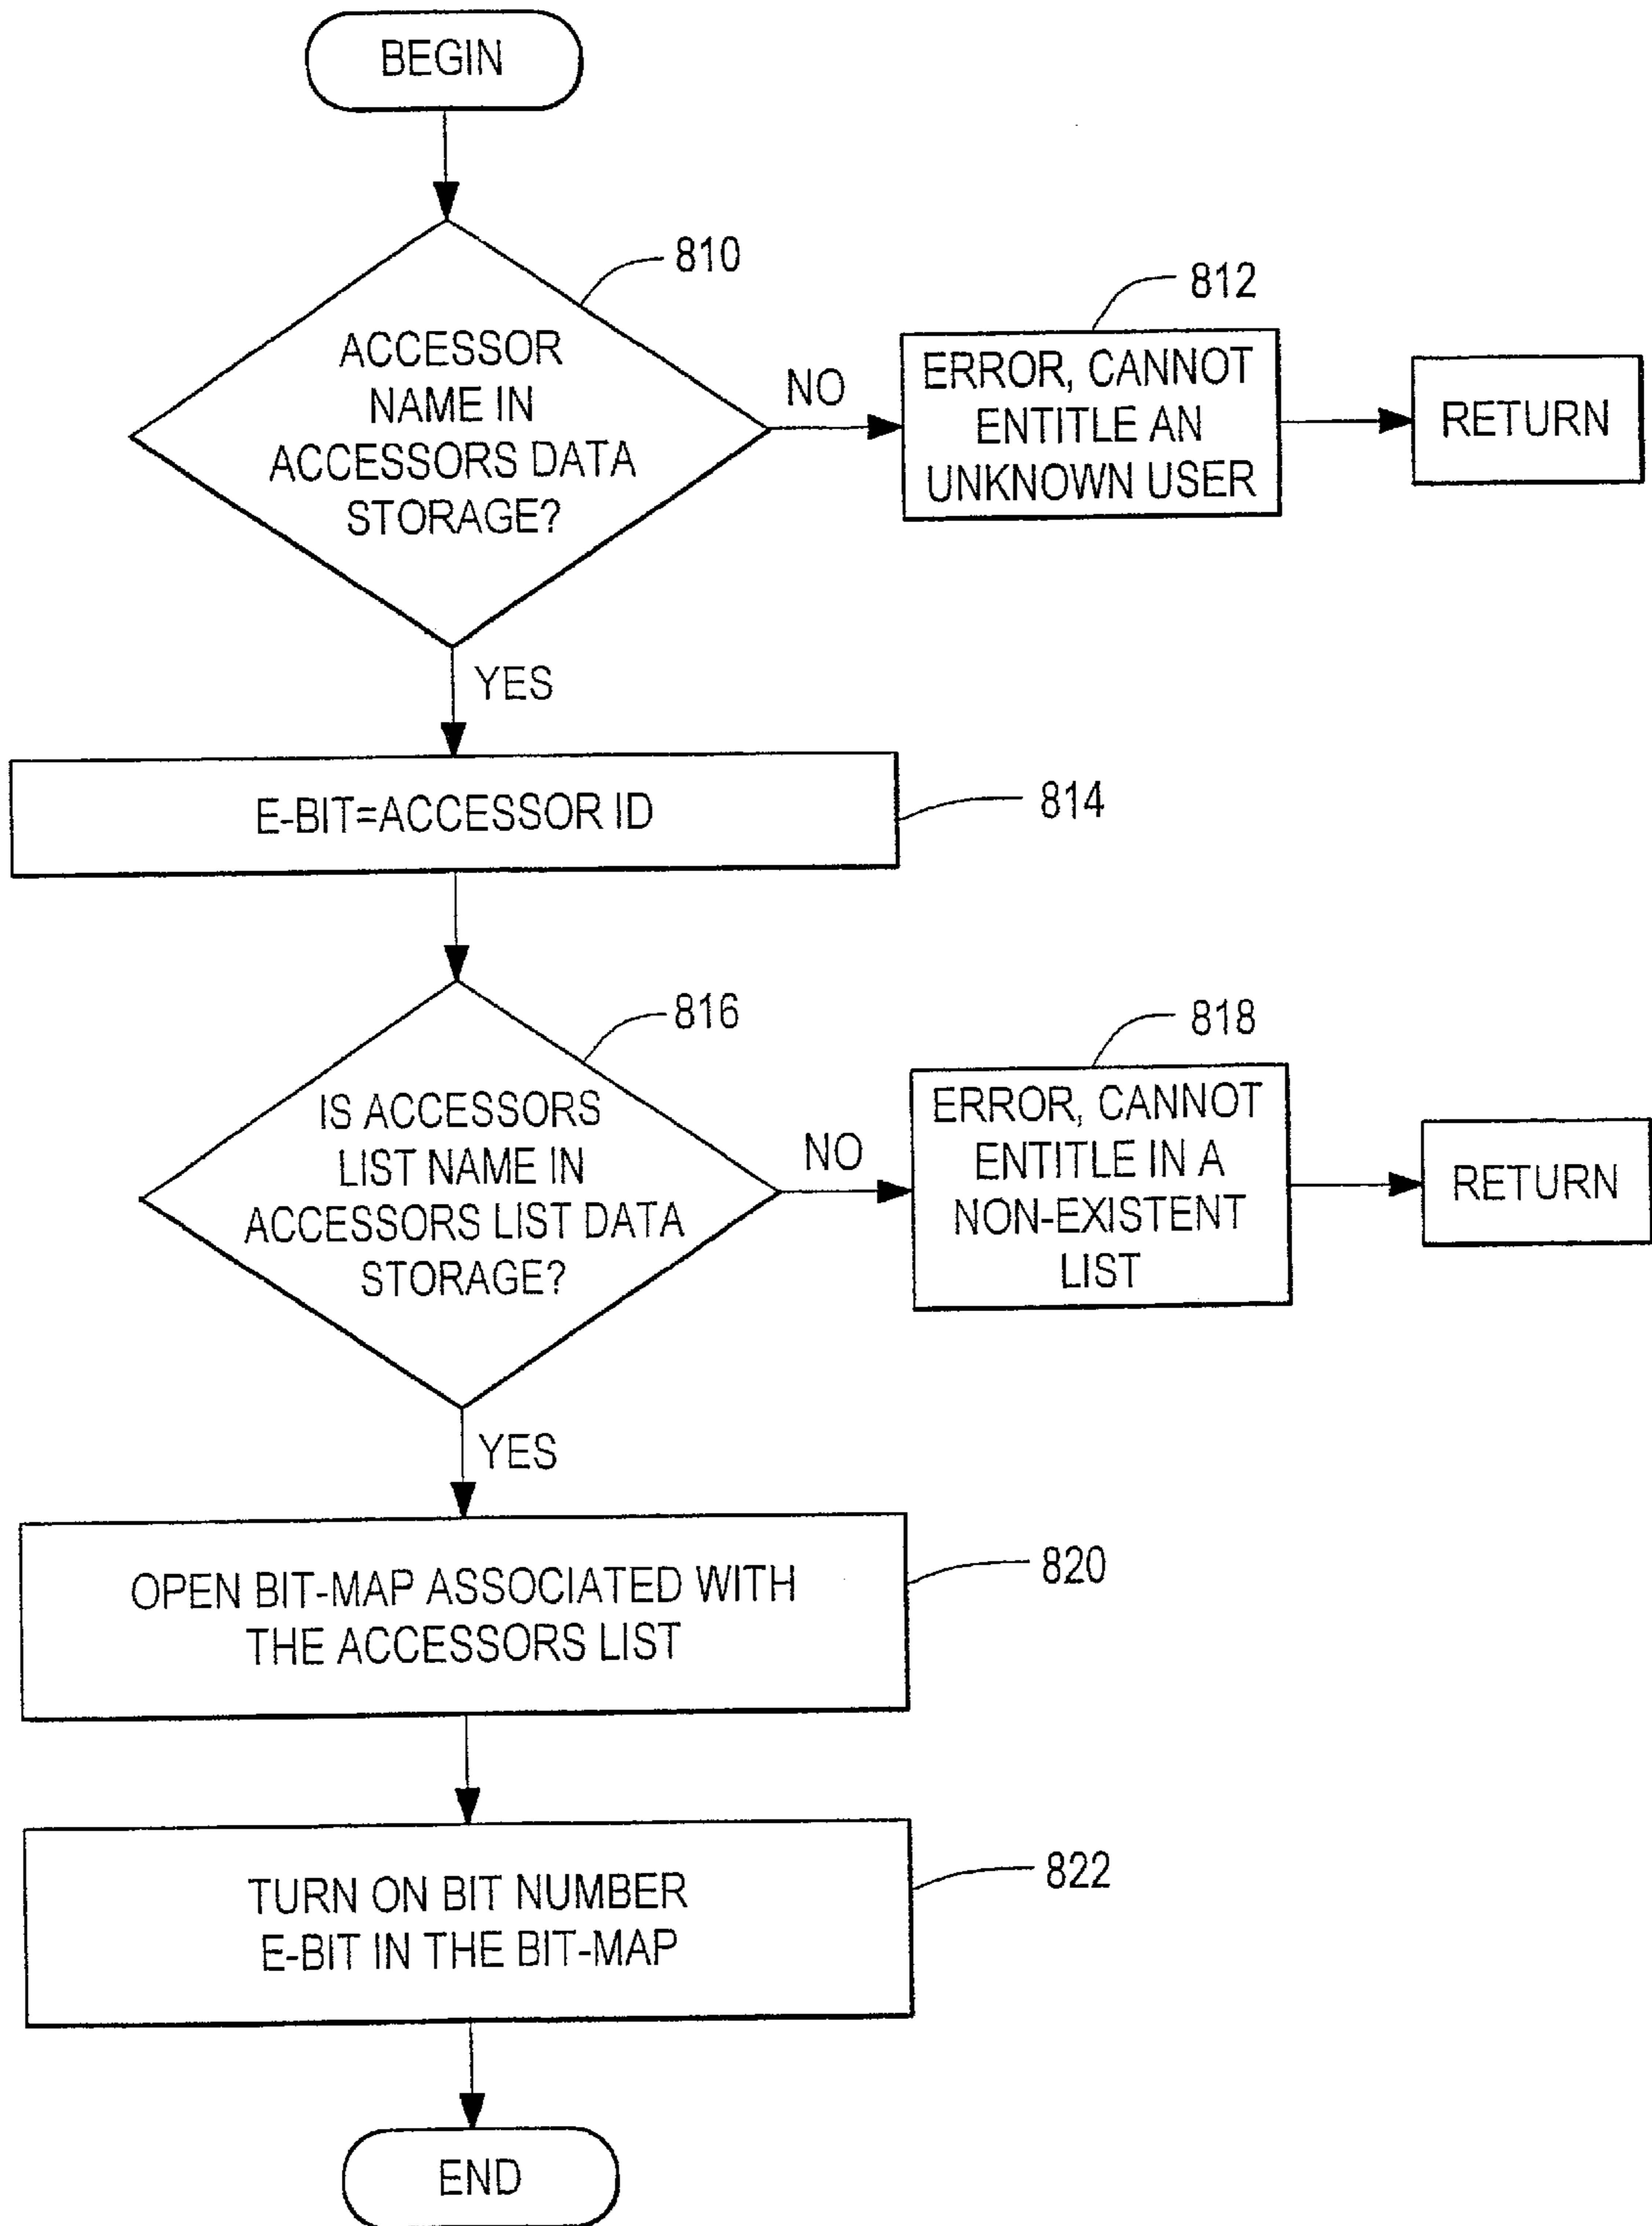 BEGIN
810
ACCESSOR
NAME IN
ACCESSORS DATA
STORAGE?
NO
812
ERROR, CANNOT
ENTITLE AN
UNKNOWN USER
RETURN
YES
E-BIT=ACCESSOR ID
814
816
IS ACCESSORS
LIST NAME IN
ACCESSORS LIST DATA
STORAGE?
NO
818
ERROR, CANNOT
ENTITLE IN A
NON-EXISTENT
LIST
RETURN
YES
OPEN BIT-MAP ASSOCIATED WITH
THE ACCESSORS LIST
820
TURN ON BIT NUMBER
E-BIT IN THE BIT-MAP
822
END